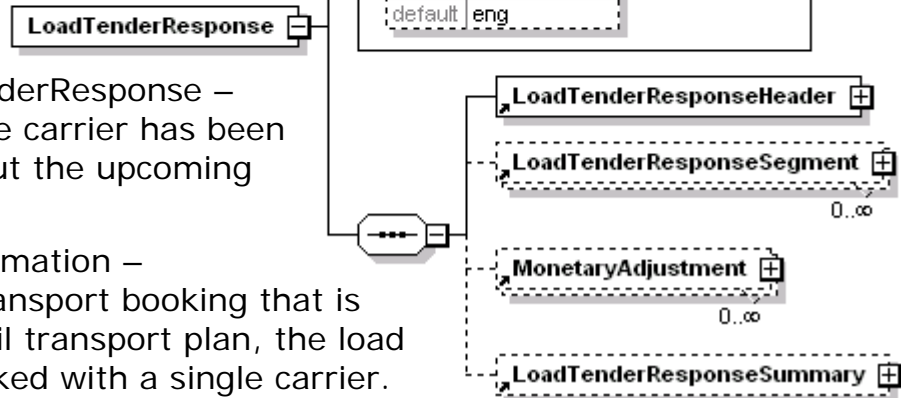 default eng
LoadTenderResponse
LoadTenderResponseHeader
LoadTenderResponseSegment
0..∞
MonetaryAdjustment
0..∞
LoadTenderResponseSummary
derResponse –
e carrier has been
ut the upcoming
mation –
ansport booking that is
il transport plan, the load
ked with a single carrier.